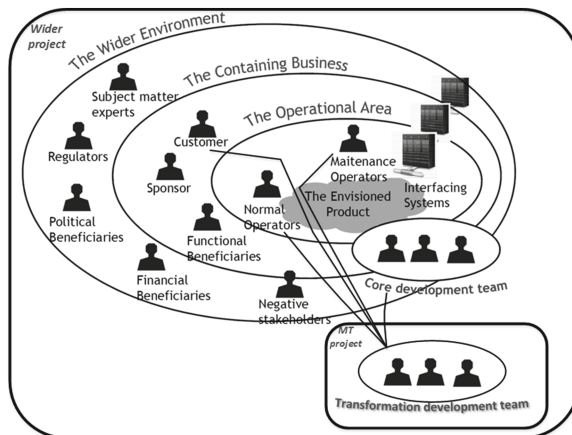 Wider
project
The Wider Environment
The Containing Business
The Operational Area
Subject matter
experts
Customer
Regulators
Maitenance
Operators
Sponsor
The Envisioned
Product
Interfacing
Systems
Normal
Operators
Political
Beneficiaries
Functional
Beneficiaries
Financial
Beneficiaries
Negative
stakeholders
Core development team
MT
project
Transformation development team